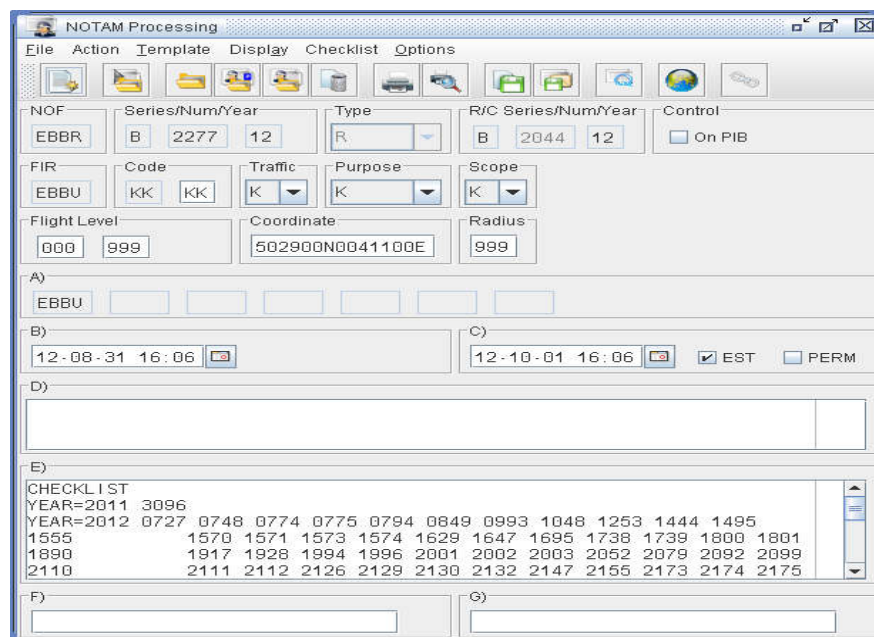 NOTAM Processing
File Action Template Display Checklist Options
NOF Series/Num/Year Type R/C Series/Num/Year Control
EBBR B 2277 12 R B 2044 12 On PIB
FIR Code Traffic Purpose Scope
EBBU KK KK K K K
Flight Level Coordinate Radius
000 999 502900N0041100E 999
A)
EBBU
B) C)
12-08-31 16:06 12-10-01 16:06 EST PERM
D)
E)
CHECKLIST
YEAR=2011 3096
YEAR=2012 0727 0748 0774 0775 0794 0849 0993 1048 1253 1444 1495
1555 1570 1571 1573 1574 1629 1647 1695 1738 1739 1800 1801
1890 1917 1928 1994 1996 2001 2002 2003 2052 2079 2092 2099
2110 2111 2112 2126 2129 2130 2132 2147 2155 2173 2174 2175
F) G)